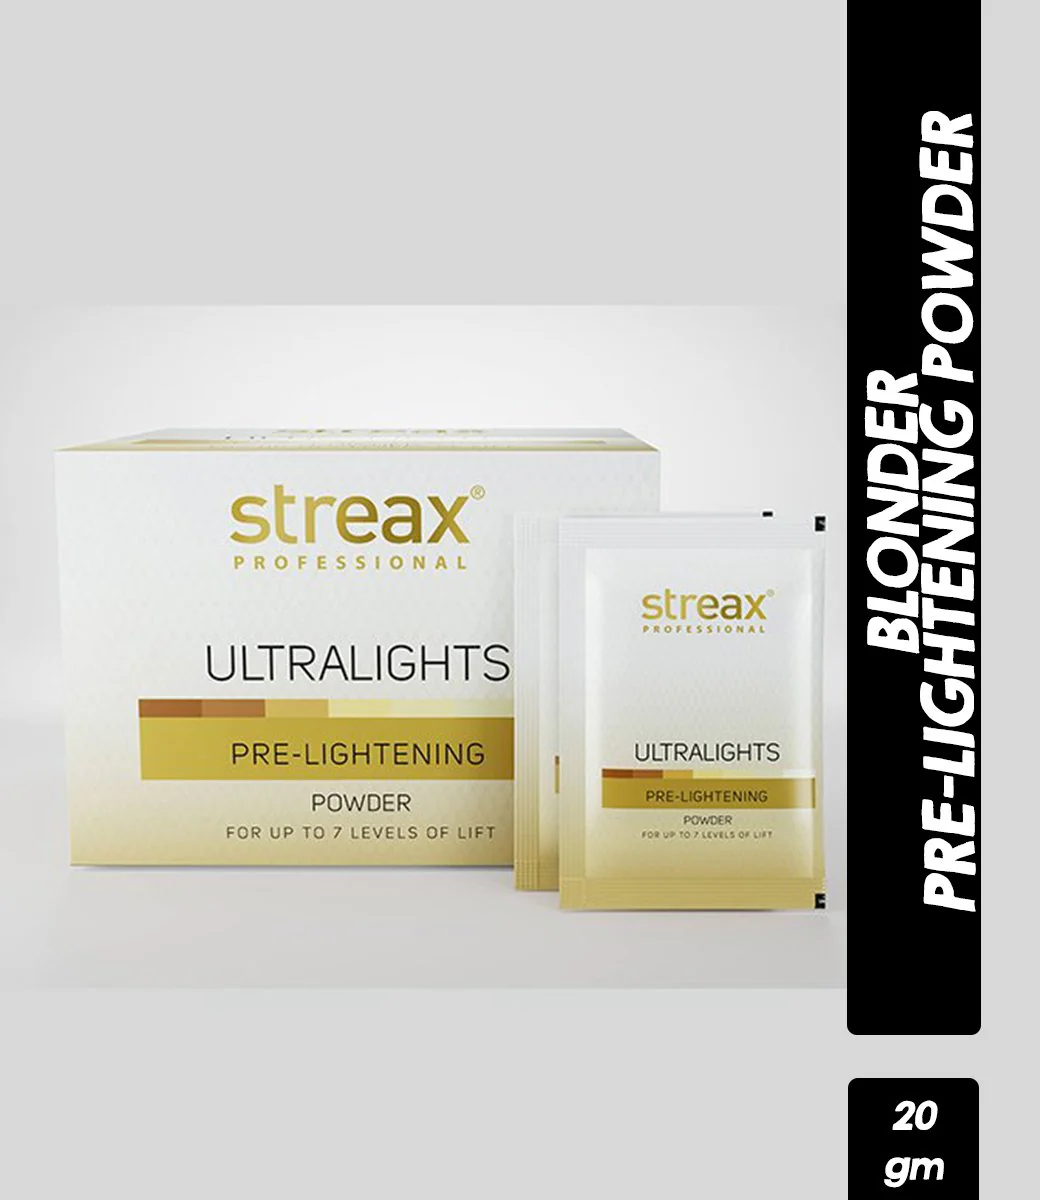 streax®
PROFESSIONAL
ULTRALIGHTS
PRE-LIGHTENING
POWDER
FOR UP TO 7 LEVELS OF LIFT
streax®
PROFESSIONAL
ULTRALIGHTS
PRE-LIGHTENING
POWDER
FOR UP TO 7 LEVELS OF LIFT
BLONDER
PRE-LIGHTENING POWDER
20
gm